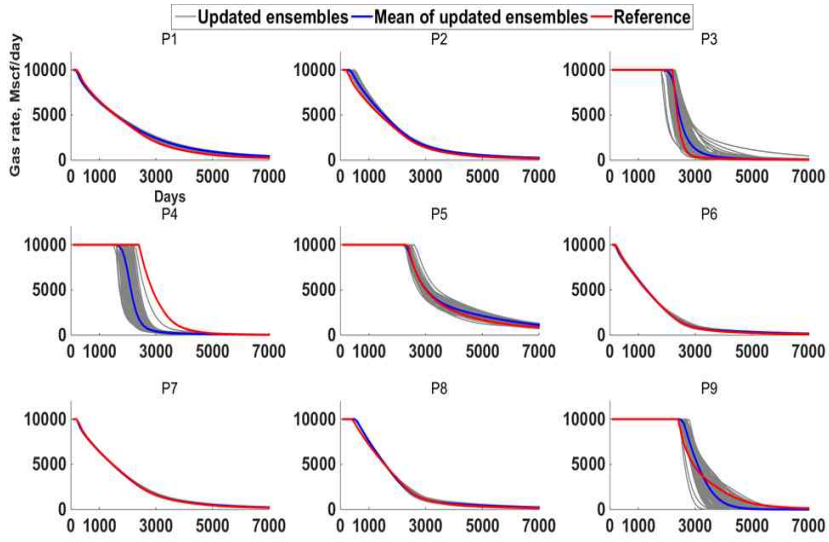 Updated ensembles Mean of updated ensembles Reference
P1 P2 P3
Gas rate, Mscf/day
10000 10000 10000
5000 5000 5000
0 0 0
0 1000 3000 5000 7000 0 1000 3000 5000 7000 0 1000 3000 5000 7000
Days
P4 P5 P6
10000 10000 10000
5000 5000 5000
0 0 0
0 1000 3000 5000 7000 0 1000 3000 5000 7000 0 1000 3000 5000 7000
P7 P8 P9
10000 10000 10000
5000 5000 5000
0 0 0
0 1000 3000 5000 7000 0 1000 3000 5000 7000 0 1000 3000 5000 7000